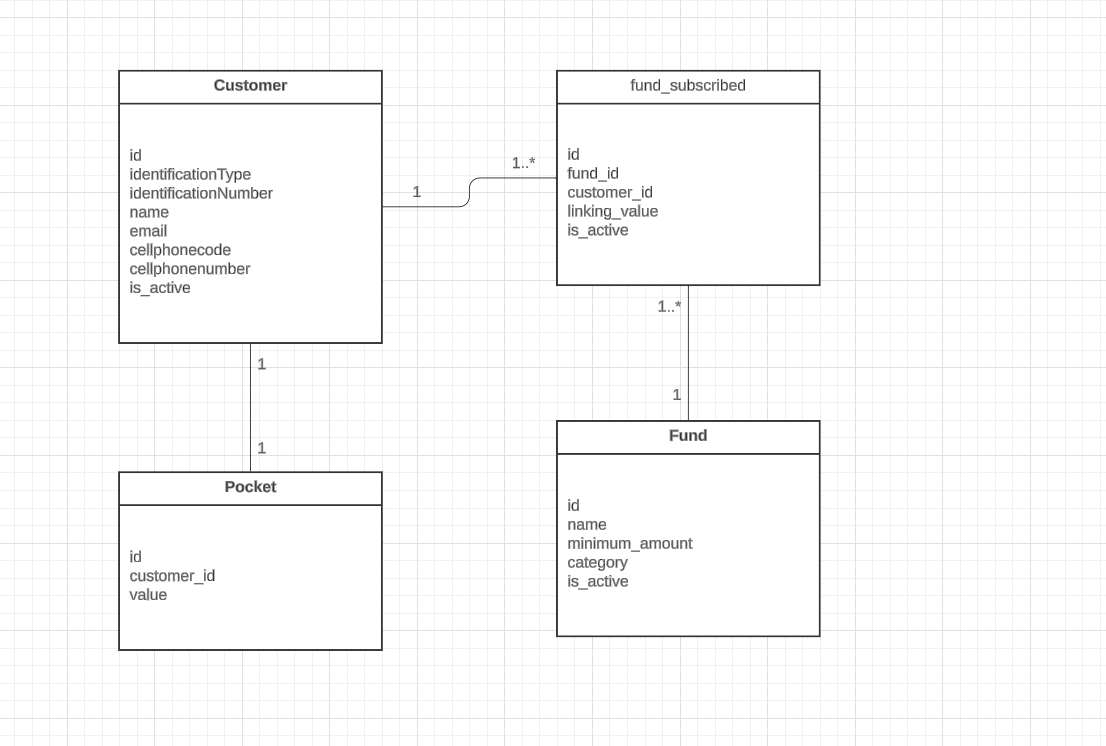 Customer
id
identificationType
identificationNumber
name
email
cellphonecode
cellphonenumber
is_active
1
1..*
fund_subscribed
id
fund_id
customer_id
linking_value
is_active
1
1
Pocket
id
customer_id
value
1..*
1
Fund
id
name
minimum_amount
category
is_active